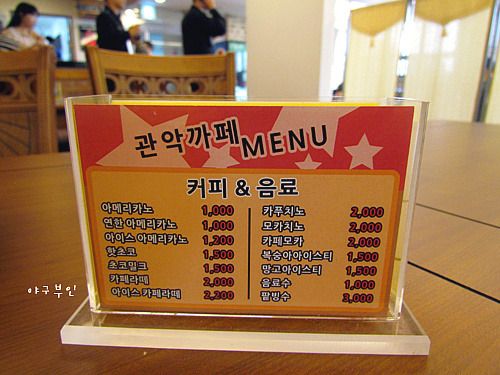 관악까페 MENU
커피 & 음료
아메리카노 1,000
연한 아메리카노 1,000
아이스 아메리카노 1,200
핫초코 1,500
초코밀크 1,500
카페라떼 2,000
아이스 카페라떼 2,200
카푸치노 2,000
모카치노 2,000
카페모카 2,000
복숭아아이스티 1,500
망고아이스티 1,500
음료수 1,000
팥빙수 3,000
야구부인